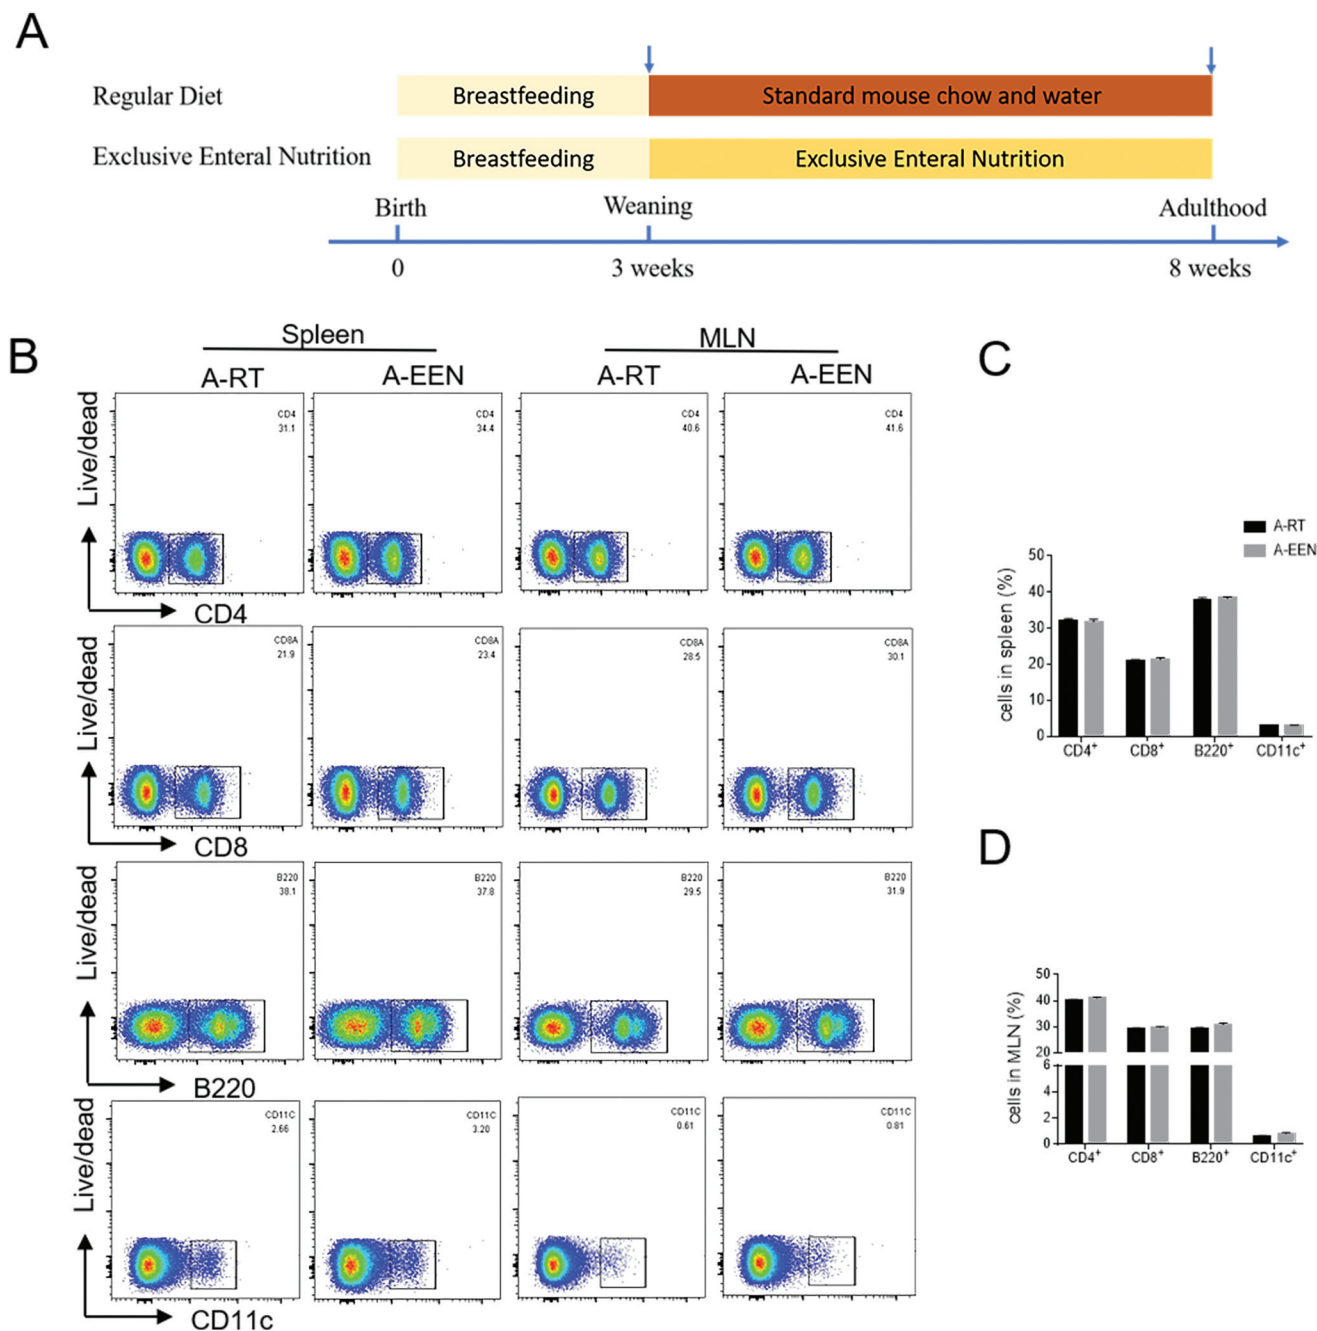 A
Regular Diet
Breastfeeding
Standard mouse chow and water
Exclusive Enteral Nutrition
Breastfeeding
Exclusive Enteral Nutrition
Birth
Weaning
Adulthood
0
3 weeks
8 weeks
B
Spleen
MLN
A-RT
A-EEN
A-RT
A-EEN
Live/dead
CD4
31.1
CD4
34.4
CD4
40.6
CD4
41.6
CD4
Live/dead
CD8A
21.9
CD8A
23.4
CD8A
28.5
CD8A
30.1
CD8
Live/dead
B220
38.1
B220
37.8
B220
29.5
B220
31.9
B220
Live/dead
CD11C
2.66
CD11C
3.20
CD11C
0.61
CD11C
0.81
CD11c
C
A-RT
A-EEN
cells in spleen (%)
50
40
30
20
10
0
CD4+
CD8+
B220+
CD11c+
D
cells in MLN (%)
50
40
30
20
6
4
2
0
CD4+
CD8+
B220+
CD11c+